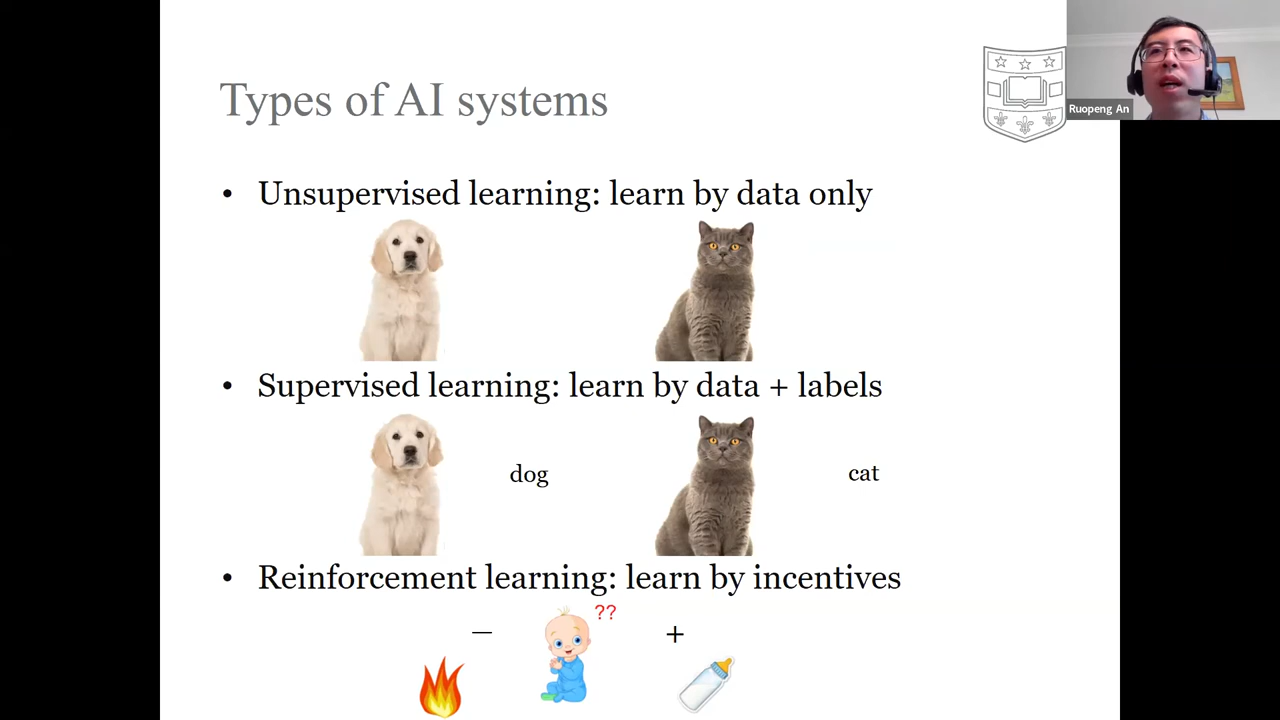 Types of AI systems
Ruopeng An
• Unsupervised learning: learn by data only
• Supervised learning: learn by data + labels
dog
cat
• Reinforcement learning: learn by incentives
??
– +